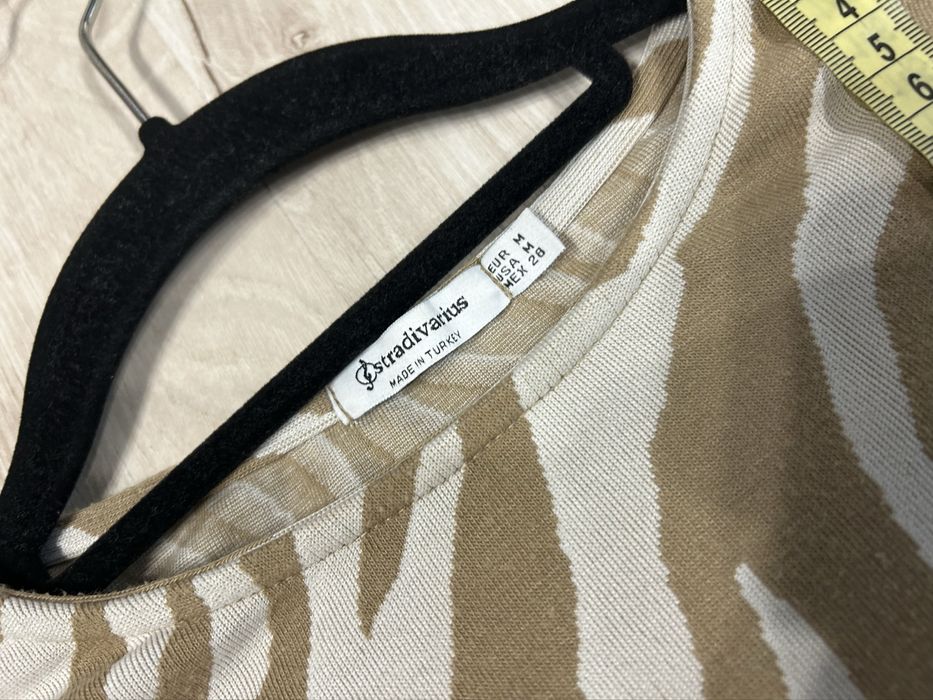 stradivarius
MADE IN TURKEY
EUR M
USA M
MEX 28
4
5
6